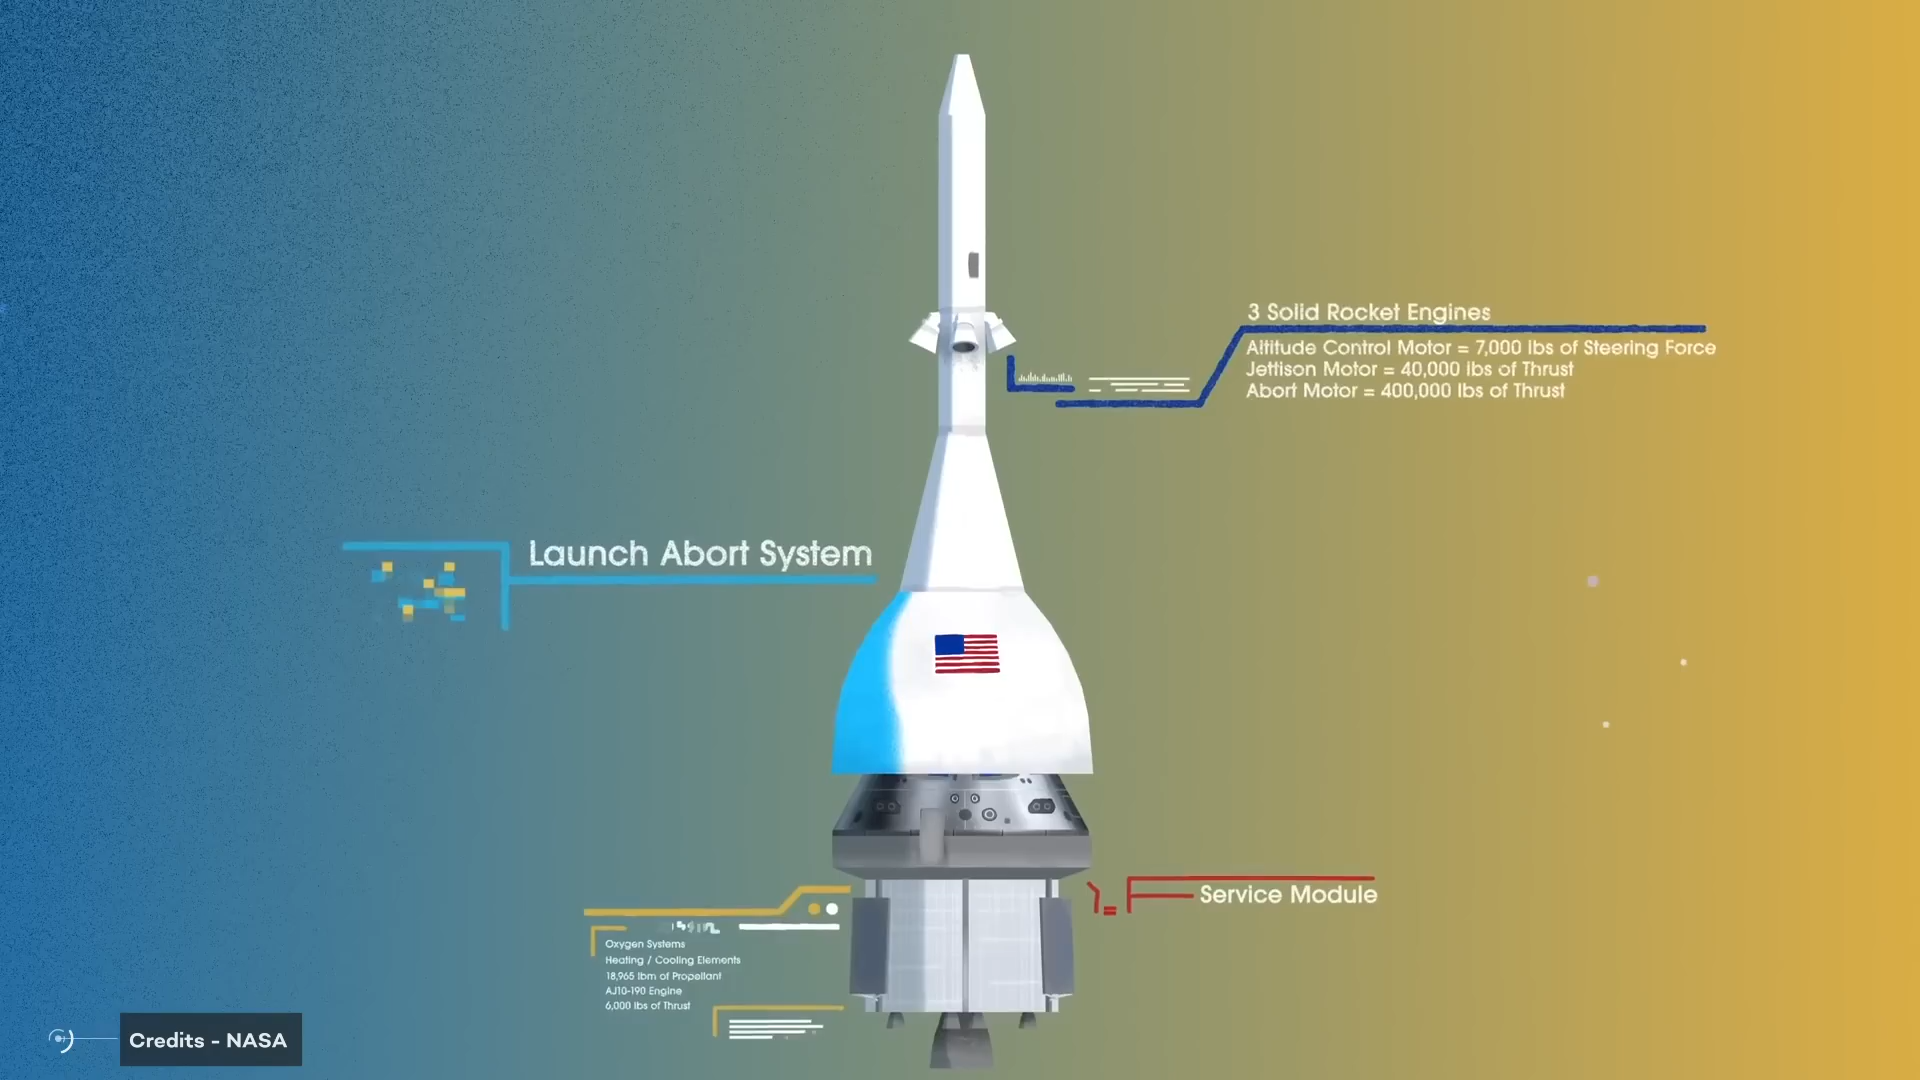 3 Solid Rocket Engines
Altitude Control Motor = 7,000 lbs of Steering Force
Jettison Motor = 40,000 lbs of Thrust
Abort Motor = 400,000 lbs of Thrust
Launch Abort System
Service Module
Oxygen Systems
Heating / Cooling Elements
18,965 lbm of Propellant
AJ10-190 Engine
6,000 lbs of Thrust
Credits - NASA